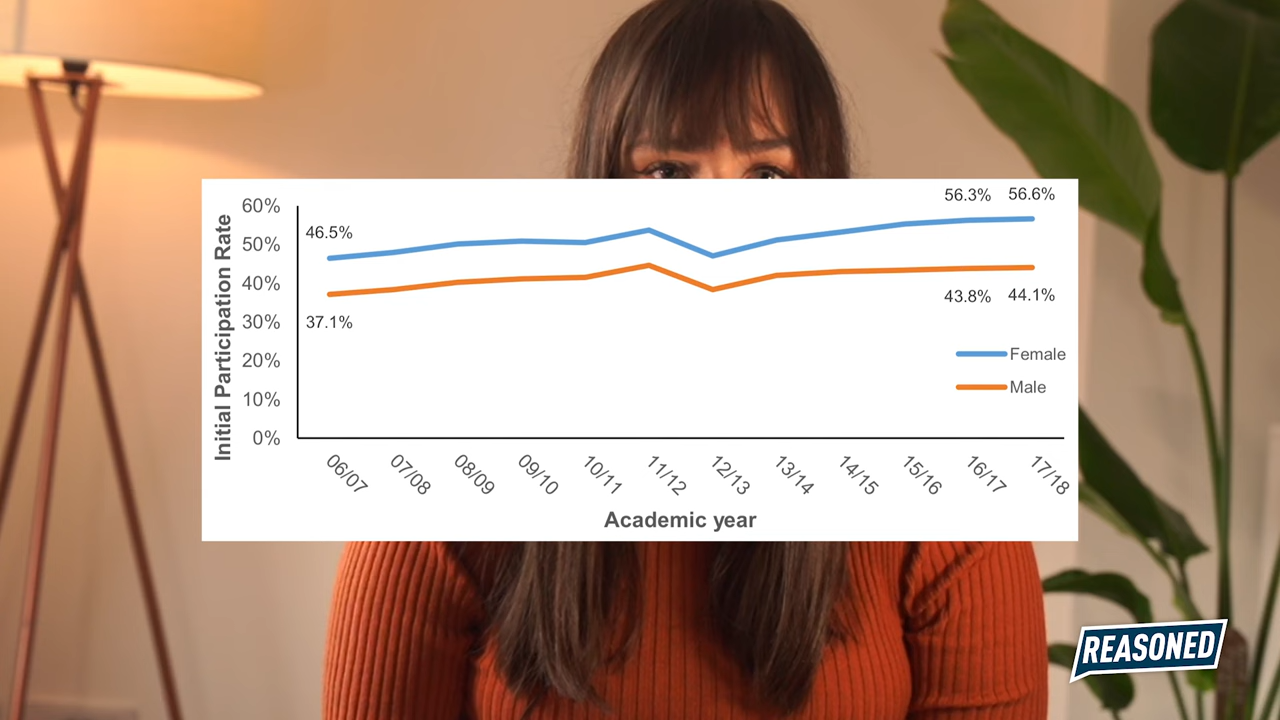 56.3% 56.6%
60%
46.5%
50%
40%
43.8% 44.1%
37.1%
30%
Female
20%
Male
10%
0%
Initial Participation Rate
06/07 07/08 08/09 09/10 10/11 11/12 12/13 13/14 14/15 15/16 16/17 17/18
Academic year
REASONED